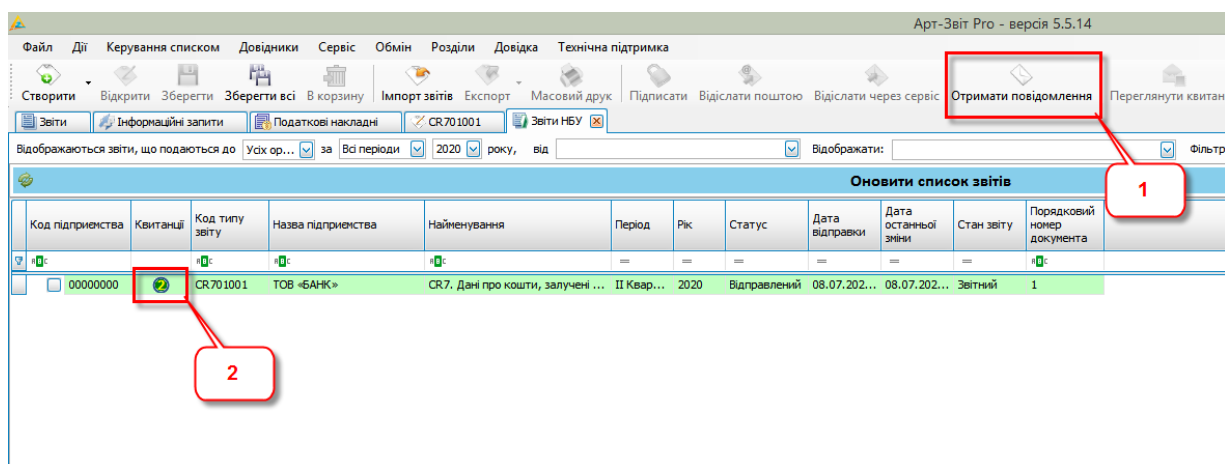 Арт-Звіт Pro - версія 5.5.14
Файл Дії Керування списком Довідники Сервіс Обмін Розділи Довідка Технічна підтримка
Створити Відкрити Зберегти Зберегти всі В корзину Імпорт звітів Експорт Масовий друк Підписати Відіслати поштою Відіслати через сервіс Отримати повідомлення Переглянути квитан
Звіти Інформаційні запити Податкові накладні CR701001 Звіти НБУ
Відображаються звіти, що подаються до Усіх ор... за Всі періоди 2020 року, від Відображати: Фільтр
Оновити список звітів
1
Код підприємства Квитанції Код типу звіту Назва підприємства Найменування Період Рік Статус Дата відправки Дата останньої зміни Стан звіту Порядковий номер документа
00000000 2 CR701001 ТОВ «БАНК» CR7. Дані про кошти, залучені ... II Квар... 2020 Відправлений 08.07.202... 08.07.202... Звітний 1
2